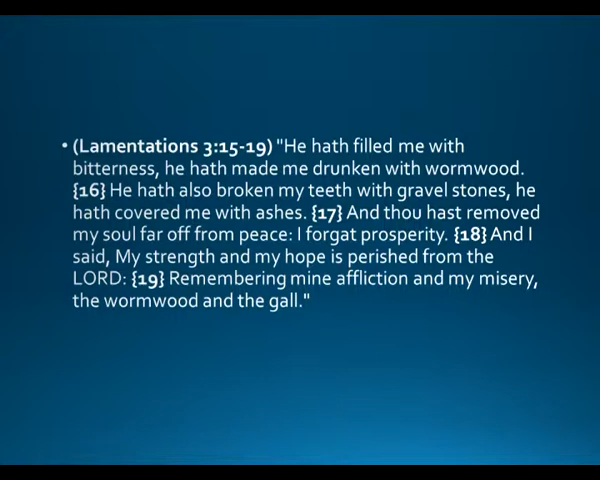 • (Lamentations 3:15-19) "He hath filled me with
bitterness, he hath made me drunken with wormwood.
{16} He hath also broken my teeth with gravel stones, he
hath covered me with ashes. {17} And thou hast removed
my soul far off from peace: I forgat prosperity. {18} And I
said, My strength and my hope is perished from the
LORD: {19} Remembering mine affliction and my misery,
the wormwood and the gall."